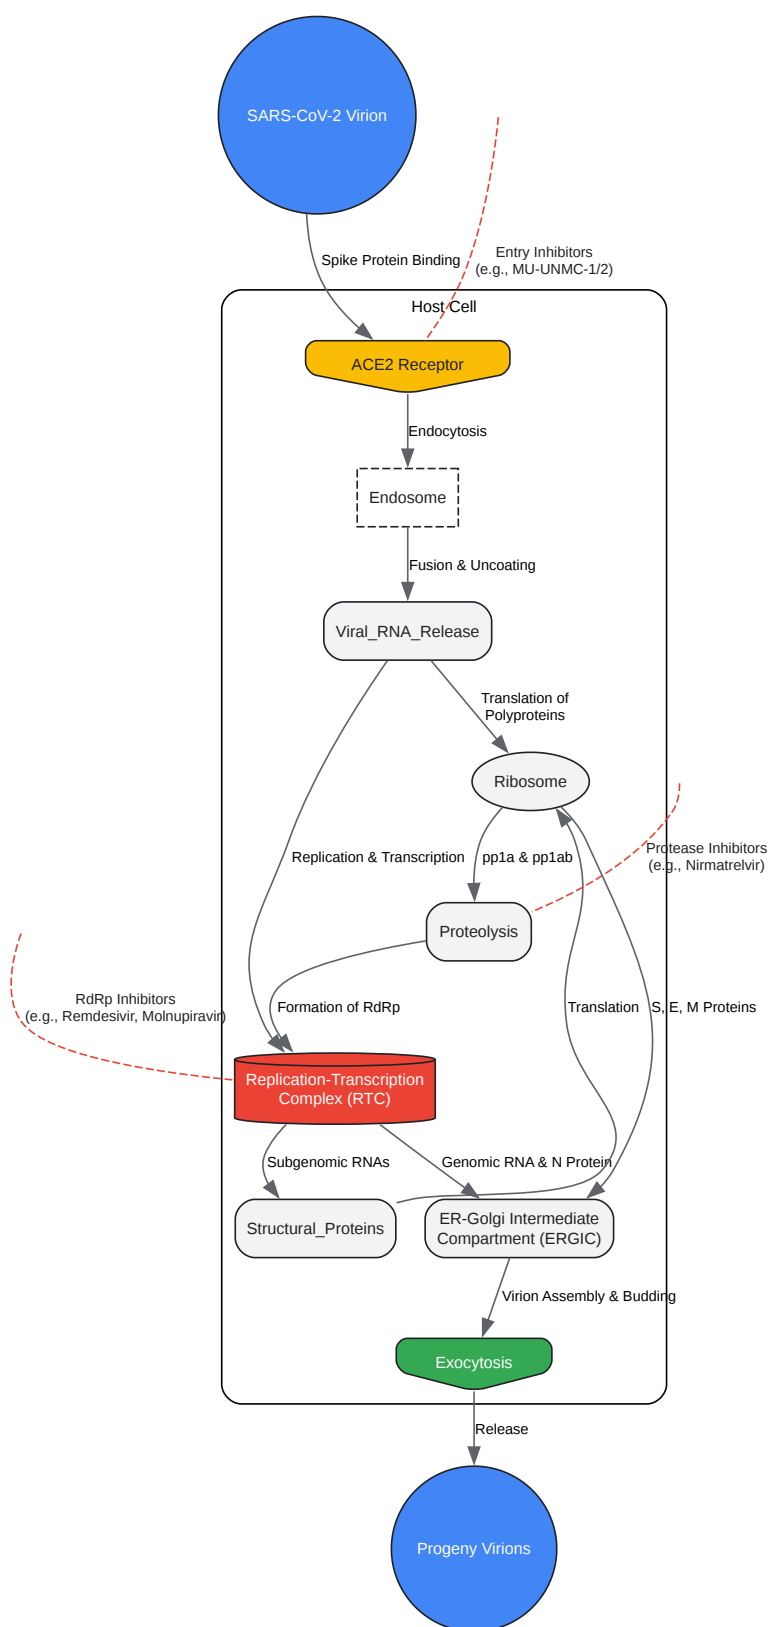 SARS-CoV-2 Virion
Spike Protein Binding
Entry Inhibitors
(e.g., MU-UNMC-1/2)
Host Cell
ACE2 Receptor
Endocytosis
Endosome
Fusion & Uncoating
Viral_RNA_Release
Translation of
Polyproteins
Ribosome
Replication & Transcription
pp1a & pp1ab
Protease Inhibitors
(e.g., Nirmatrelvir)
Proteolysis
RdRp Inhibitors
(e.g., Remdesivir, Molnupiravir)
Formation of RdRp
Translation
S, E, M Proteins
Replication-Transcription
Complex (RTC)
Subgenomic RNAs
Genomic RNA & N Protein
Structural_Proteins
ER-Golgi Intermediate
Compartment (ERGIC)
Virion Assembly & Budding
Exocytosis
Release
Progeny Virions